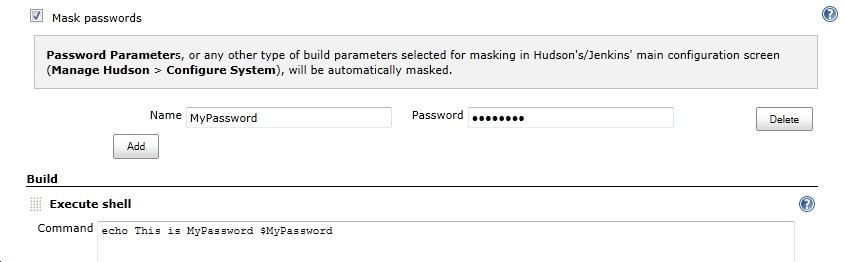 Mask passwords
Password Parameters, or any other type of build parameters selected for masking in Hudson's/Jenkins' main configuration screen
(Manage Hudson > Configure System), will be automatically masked.
Name MyPassword Password •••••••• Delete
Add
Build
Execute shell
Command echo This is MyPassword $MyPassword